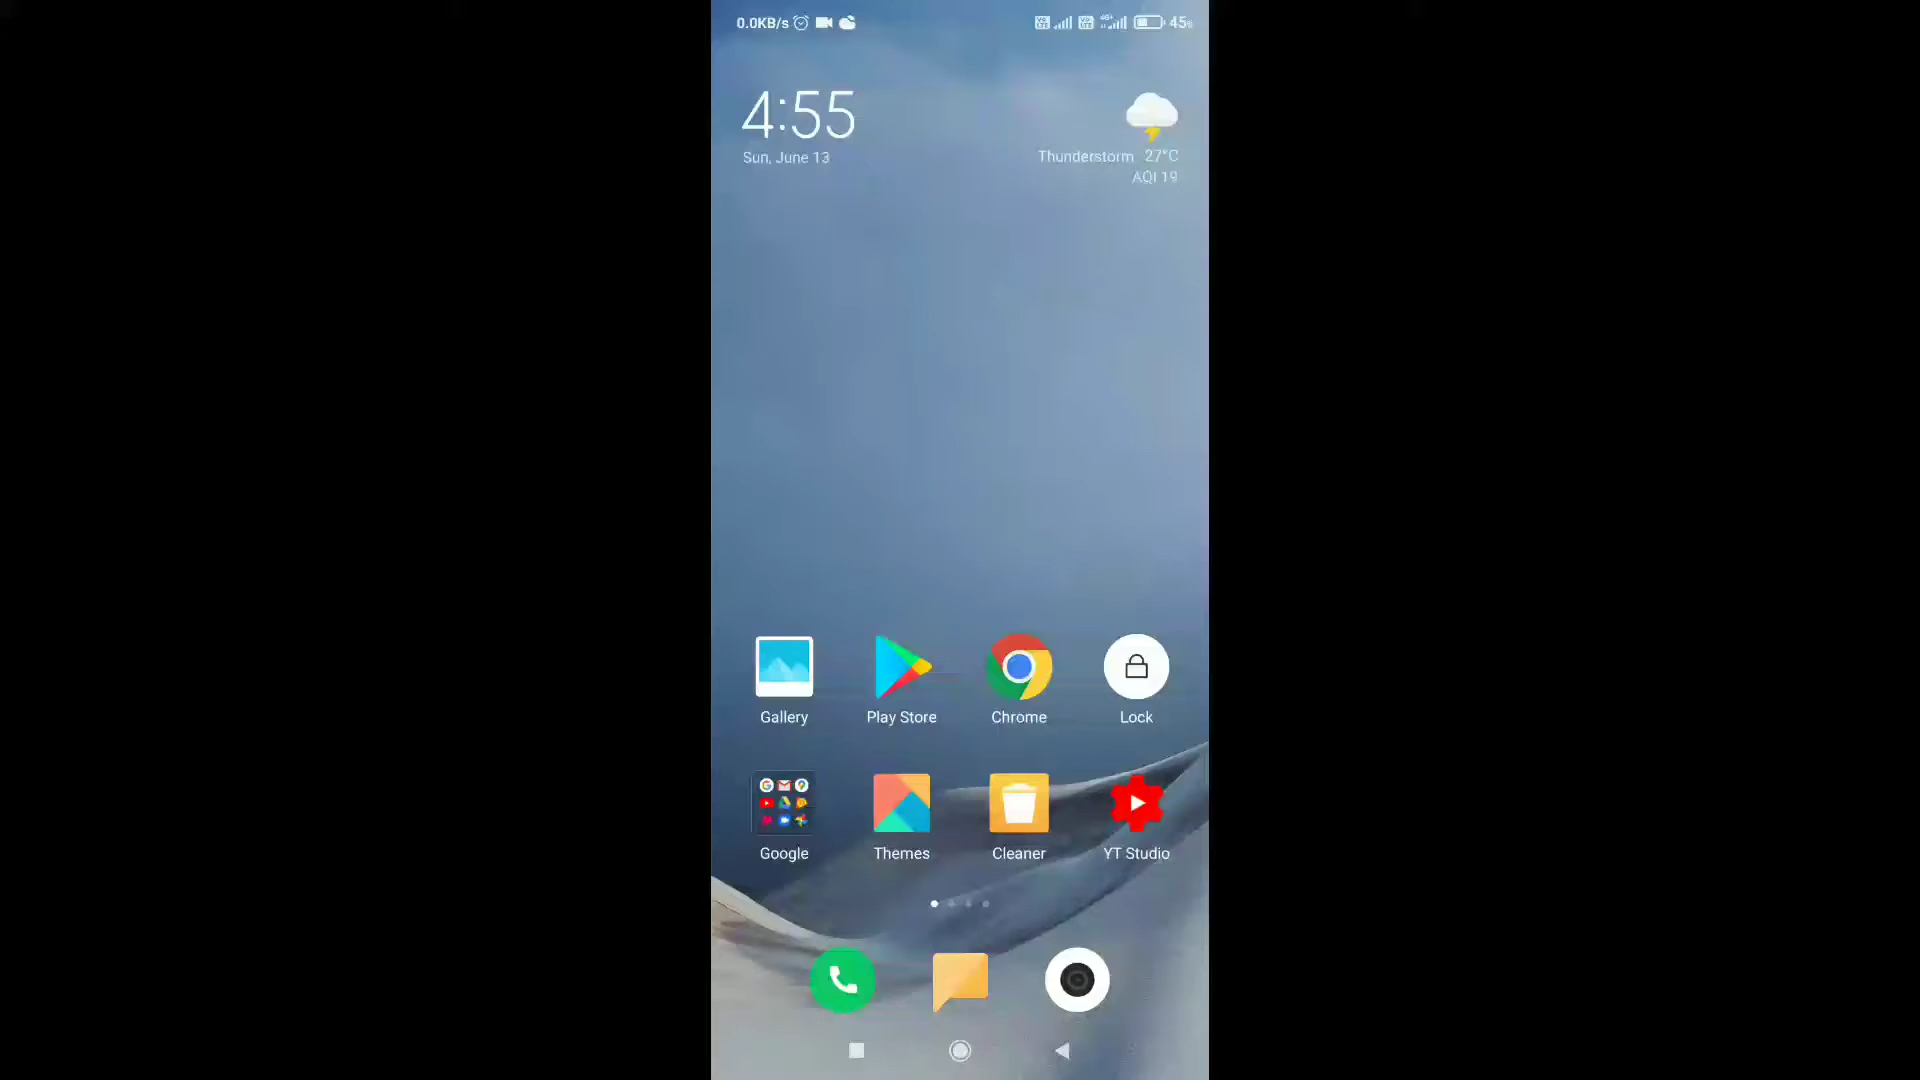 0.0KB/s 45%
4:55
Sun, June 13
Thunderstorm 27°C
AQI 19
Gallery Play Store Chrome Lock
Google Themes Cleaner YT Studio